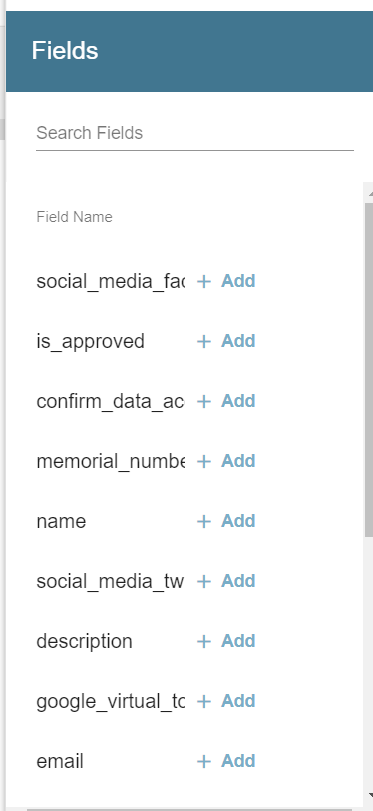 Fields
Search Fields
Field Name
social_media_fac + Add
is_approved + Add
confirm_data_ac + Add
memorial_numbe + Add
name + Add
social_media_tw + Add
description + Add
google_virtual_to + Add
email + Add